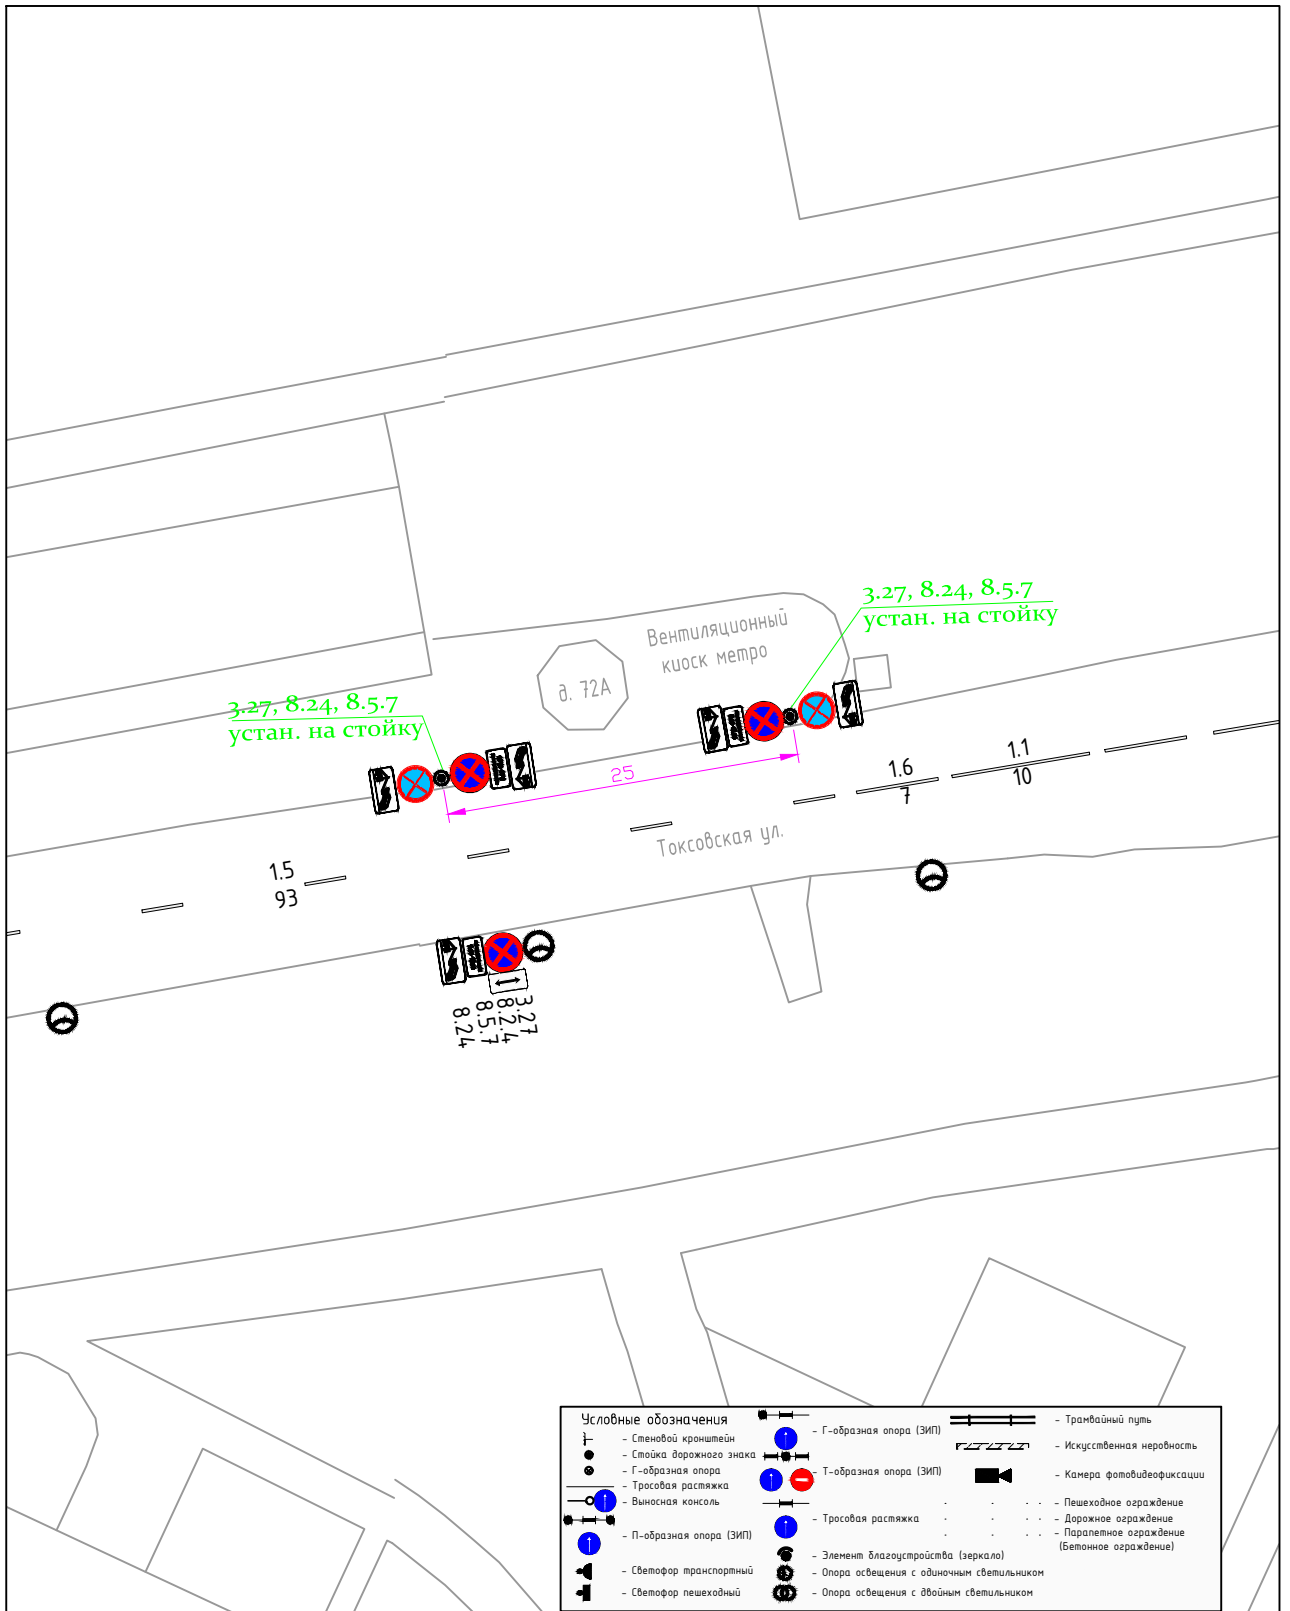 3.27, 8.24, 8.5.7
устан. на стойку
Вентиляционный
киоск метро
д. 72А
3.27, 8.24, 8.5.7
устан. на стойку
25
1.1
10
1.6
7
Токсовская ул.
1.5
93
3.27
8.2.4
8.5.7
8.24
Условные обозначения
- Стеновой кронштейн
- Стойка дорожного знака
- Г-образная опора
- Тросовая растяжка
- Выносная консоль
- П-образная опора (ЗИП)
- Светофор транспортный
- Светофор пешеходный
- Г-образная опора (ЗИП)
- Т-образная опора (ЗИП)
- Тросовая растяжка
- Элемент благоустройства (зеркало)
- Опора освещения с одиночным светильником
- Опора освещения с двойным светильником
- Трамвайный путь
- Искусственная неровность
- Камера фотовидеофиксации
- Пешеходное ограждение
- Дорожное ограждение
- Парапетное ограждение
(Бетонное ограждение)